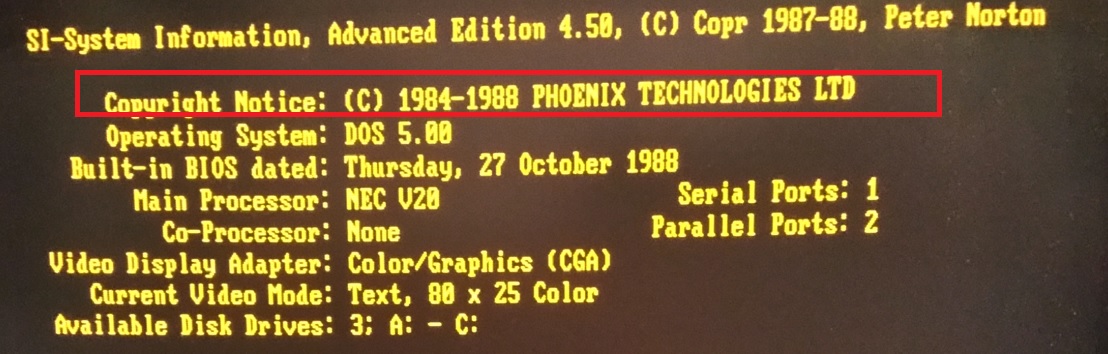 SI-System Information, Advanced Edition 4.50, (C) Copr 1987-88, Peter Norton
Copyright Notice: (C) 1984-1988 PHOENIX TECHNOLOGIES LTD
Operating System: DOS 5.00
Built-in BIOS dated: Thursday, 27 October 1988
Main Processor: NEC V20 Serial Ports: 1
Co-Processor: None Parallel Ports: 2
Video Display Adapter: Color/Graphics (CGA)
Current Video Mode: Text, 80 x 25 Color
Available Disk Drives: 3; A: - C: